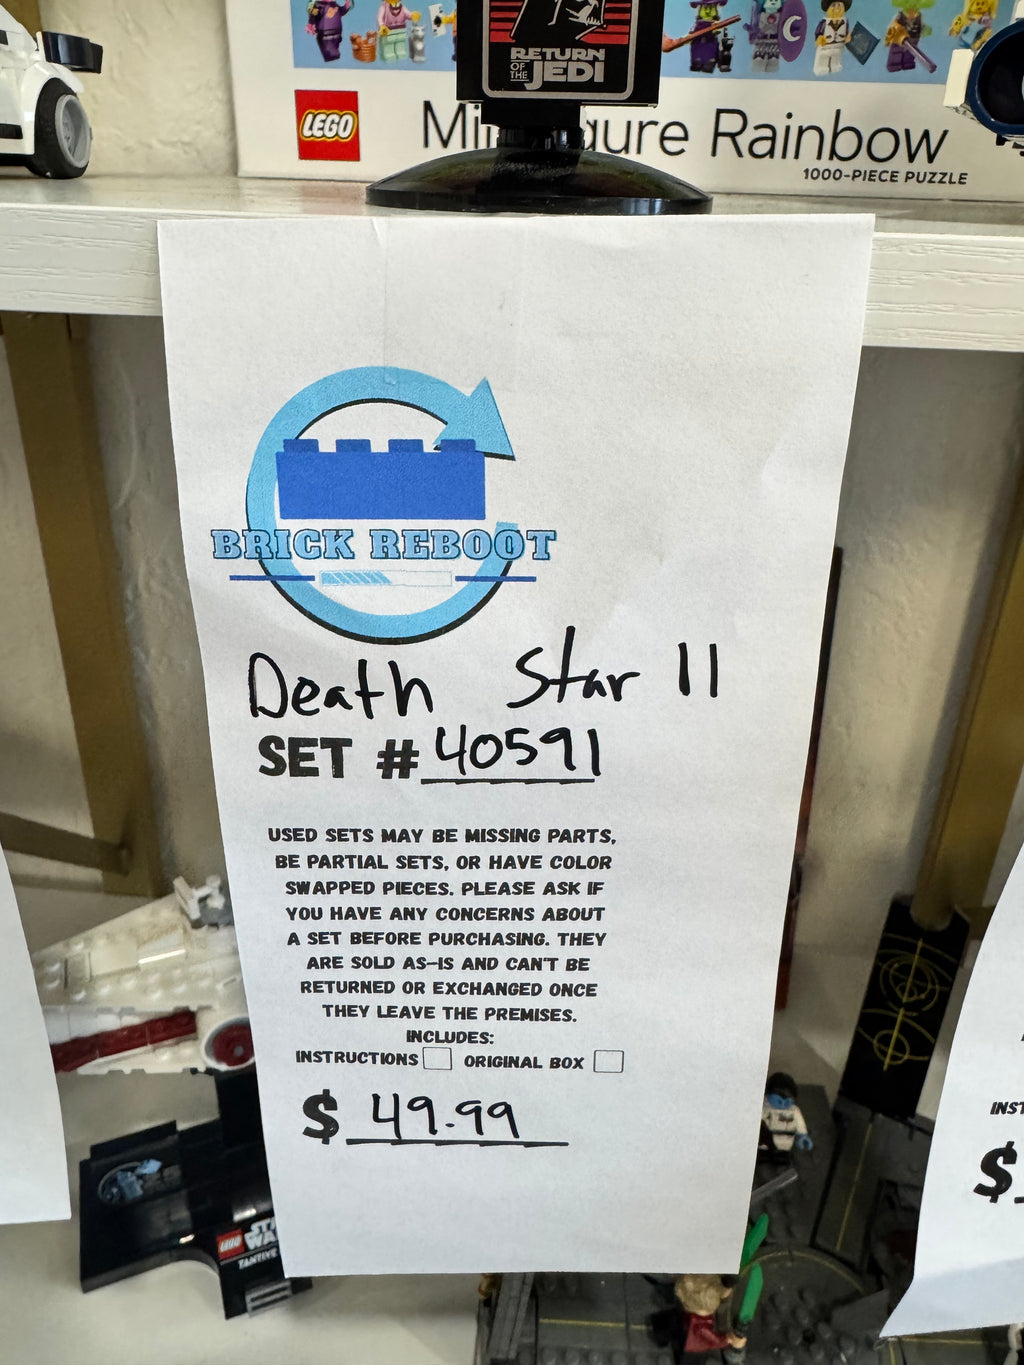 RETURN
OF THE JEDI
LEGO
Rainbow
1000-PIECE PUZZLE
BRICK REBOOT
Death Star II
SET # 40591
USED SETS MAY BE MISSING PARTS,
BE PARTIAL SETS, OR HAVE COLOR
SWAPPED PIECES. PLEASE ASK IF
YOU HAVE ANY CONCERNS ABOUT
A SET BEFORE PURCHASING. THEY
ARE SOLD AS-IS AND CAN'T BE
RETURNED OR EXCHANGED ONCE
THEY LEAVE THE PREMISES.
INCLUDES:
INSTRUCTIONS ORIGINAL BOX
$ 49.99
LEGO
$